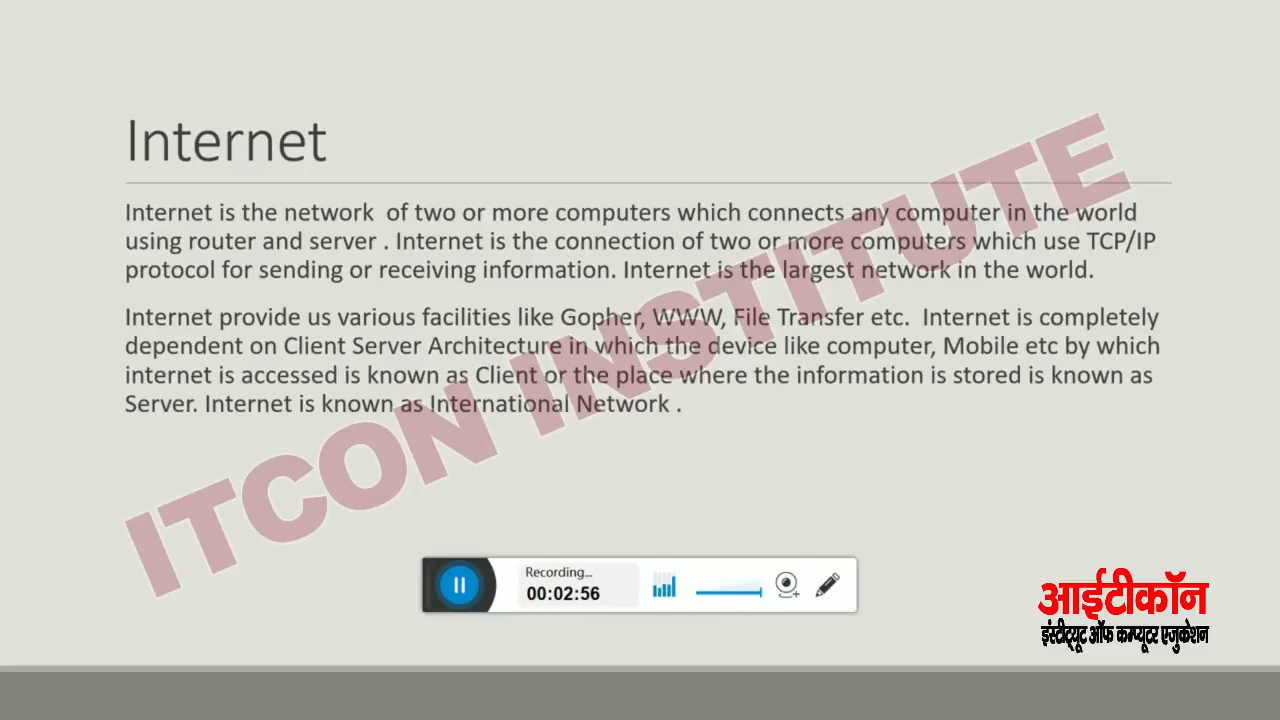 Internet
Internet is the network  of two or more computers which connects any computer in the world
using router and server . Internet is the connection of two or more computers which use TCP/IP
protocol for sending or receiving information. Internet is the largest network in the world.
Internet provide us various facilities like Gopher, WWW, File Transfer etc.  Internet is completely
dependent on Client Server Architecture in which the device like computer, Mobile etc by which
internet is accessed is known as Client or the place where the information is stored is known as
Server. Internet is known as International Network .
ITCON INSTITUTE
Recording...
00:02:56
आईटीकॉन
इंस्टीट्यूट ऑफ कम्प्यूटर एजुकेशन